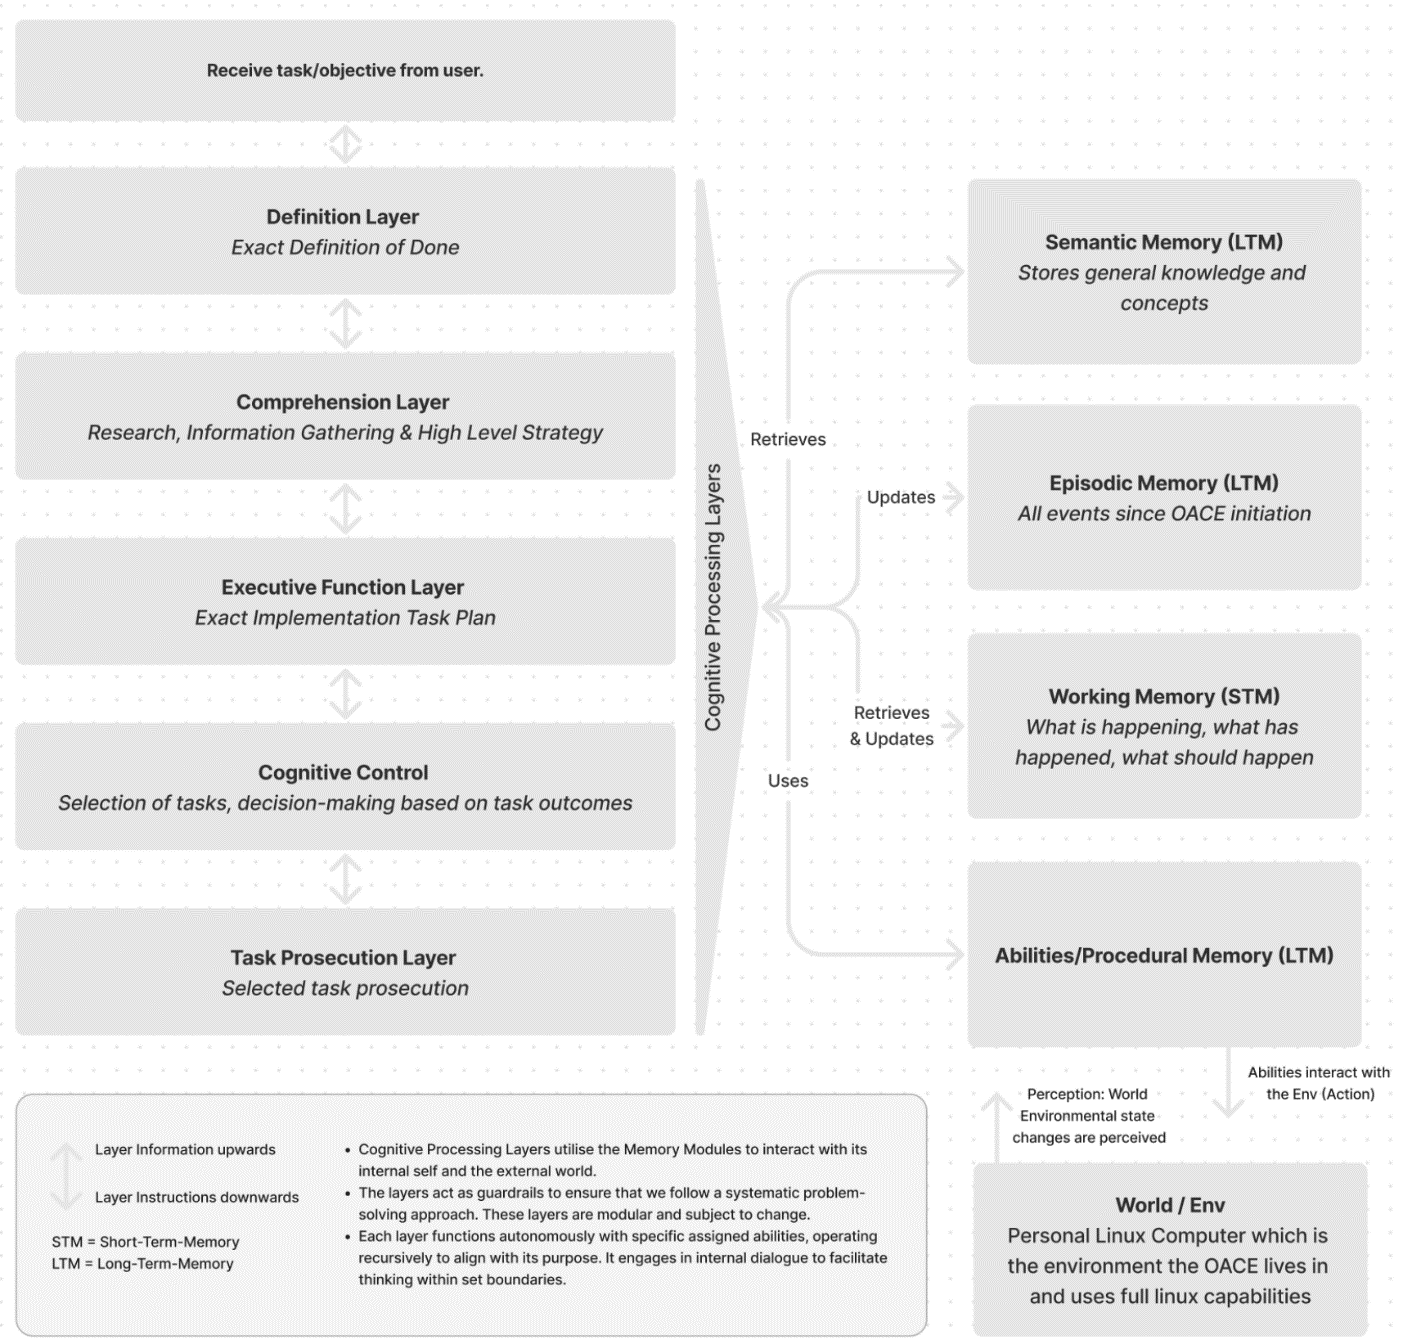 Receive task/objective from user.
Definition Layer
Exact Definition of Done
Comprehension Layer
Research, Information Gathering & High Level Strategy
Executive Function Layer
Exact Implementation Task Plan
Cognitive Control
Selection of tasks, decision-making based on task outcomes
Task Prosecution Layer
Selected task prosecution
Cognitive Processing Layers
Retrieves
Updates
Retrieves
& Updates
Uses
Semantic Memory (LTM)
Stores general knowledge and
concepts
Episodic Memory (LTM)
All events since OACE initiation
Working Memory (STM)
What is happening, what has
happened, what should happen
Abilities/Procedural Memory (LTM)
Abilities interact with
the Env (Action)
Perception: World
Environmental state
changes are perceived
World / Env
Personal Linux Computer which is
the environment the OACE lives in
and uses full linux capabilities
Layer Information upwards
Layer Instructions downwards
STM = Short-Term-Memory
LTM = Long-Term-Memory
• Cognitive Processing Layers utilise the Memory Modules to interact with its
internal self and the external world.
• The layers act as guardrails to ensure that we follow a systematic problem-
solving approach. These layers are modular and subject to change.
• Each layer functions autonomously with specific assigned abilities, operating
recursively to align with its purpose. It engages in internal dialogue to facilitate
thinking within set boundaries.